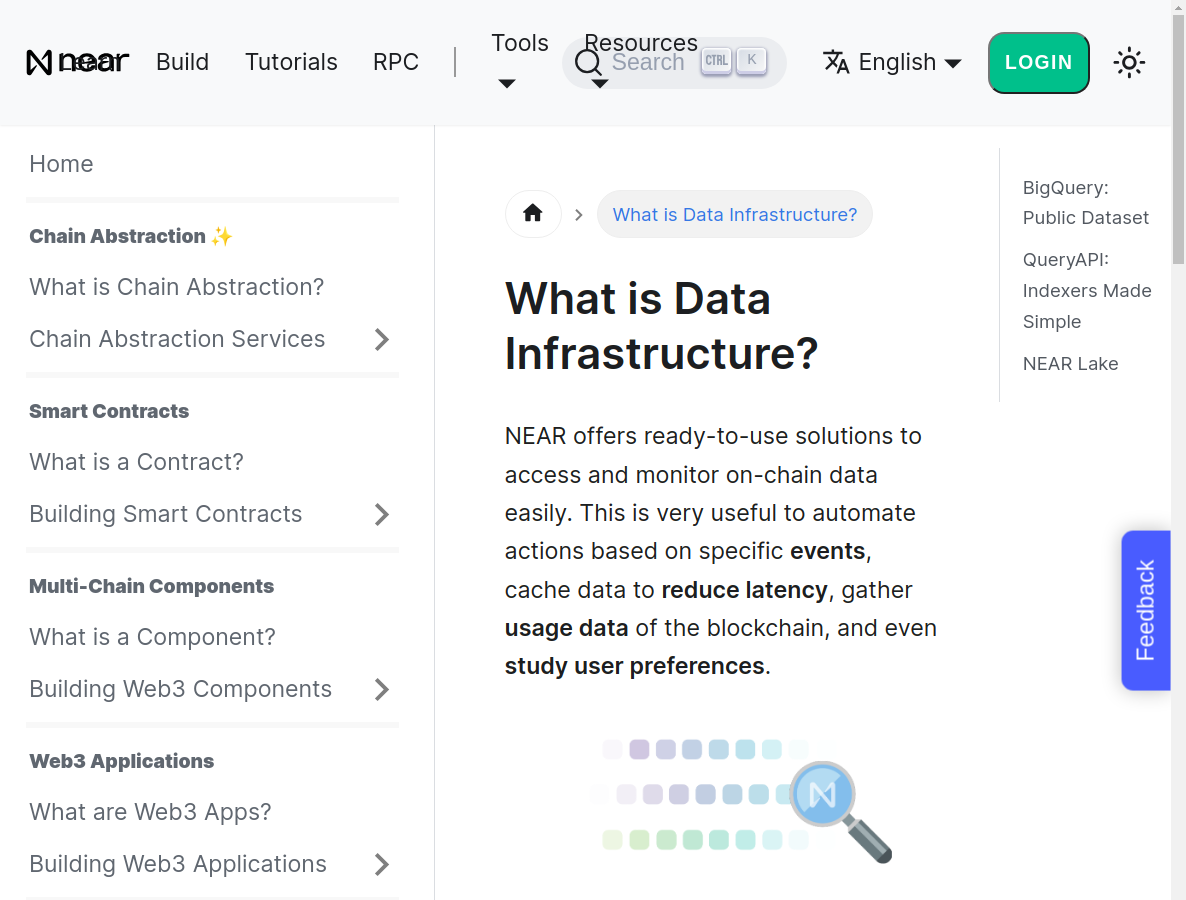 near
Learn
Build
Tutorials
RPC
Tools
Resources
Search
CTRL
K
English
LOGIN
Home
Chain Abstraction ✨
What is Chain Abstraction?
Chain Abstraction Services
Smart Contracts
What is a Contract?
Building Smart Contracts
Multi-Chain Components
What is a Component?
Building Web3 Components
Web3 Applications
What are Web3 Apps?
Building Web3 Applications
What is Data Infrastructure?
What is Data
Infrastructure?
NEAR offers ready-to-use solutions to
access and monitor on-chain data
easily. This is very useful to automate
actions based on specific events,
cache data to reduce latency, gather
usage data of the blockchain, and even
study user preferences.
BigQuery:
Public Dataset
QueryAPI:
Indexers Made
Simple
NEAR Lake
Feedback